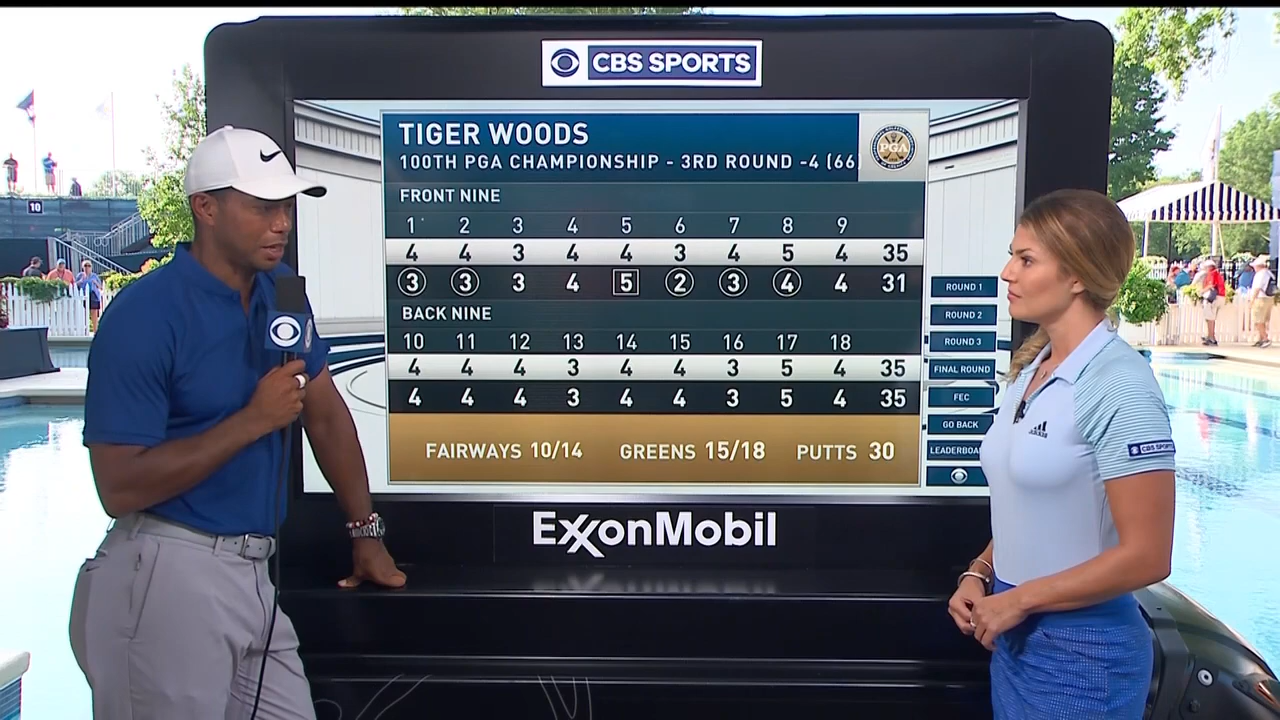 CBS SPORTS
TIGER WOODS
100TH PGA CHAMPIONSHIP - 3RD ROUND -4 (66
PGA
FRONT NINE
1 2 3 4 5 6 7 8 9
4 4 3 4 4 3 4 5 4 35
3 3 3 4 5 2 3 4 4 31
BACK NINE
10 11 12 13 14 15 16 17 18
4 4 4 3 4 4 3 5 4 35
4 4 4 3 4 4 3 5 4 35
FAIRWAYS 10/14 GREENS 15/18 PUTTS 30
ROUND 1
ROUND 2
ROUND 3
FINAL ROUND
FEC
GO BACK
LEADERBOA
ExxonMobil
10
adidas
CBS SPORTS